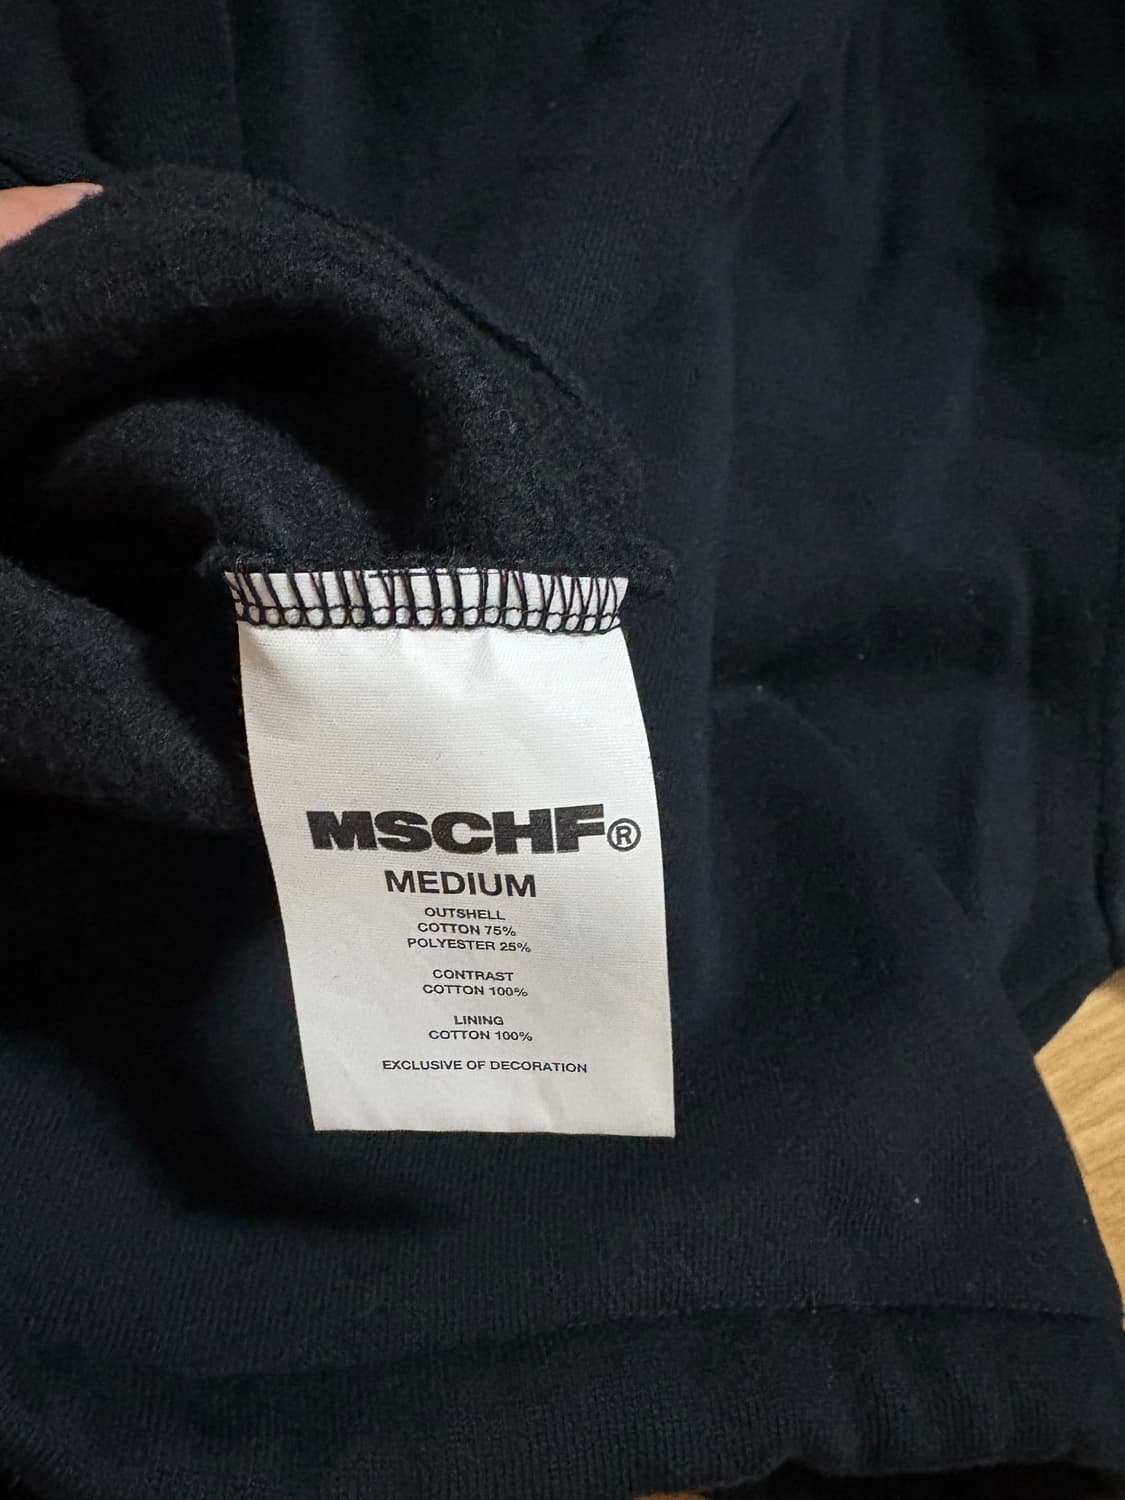 MSCHF®
MEDIUM
OUTSHELL
COTTON 75%
POLYESTER 25%
CONTRAST
COTTON 100%
LINING
COTTON 100%
EXCLUSIVE OF DECORATION